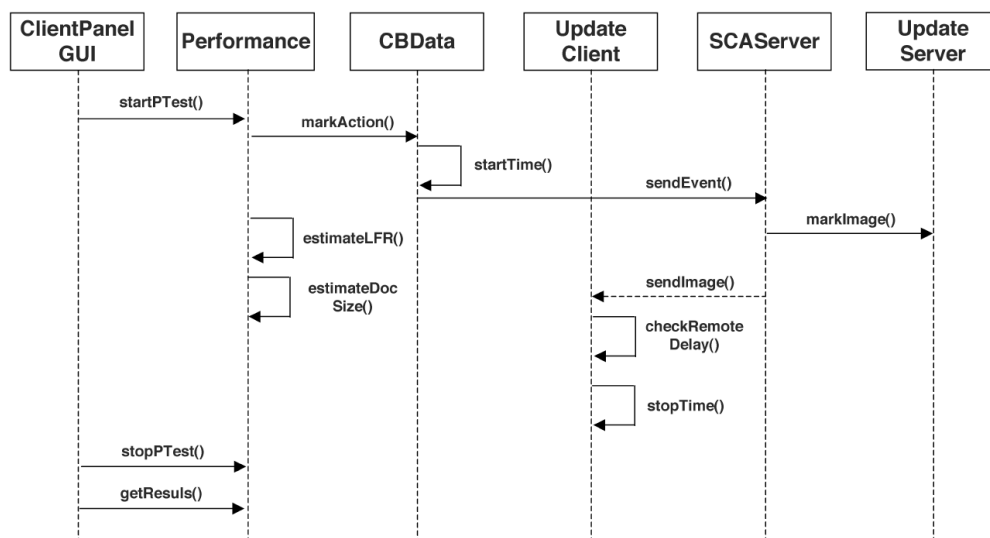 ClientPanel
GUI
Performance
CBData
Update
Client
SCAServer
Update
Server
startPTest()
markAction()
startTime()
sendEvent()
markImage()
estimateLFR()
sendImage()
estimateDoc
Size()
checkRemote
Delay()
stopTime()
stopPTest()
getResuls()